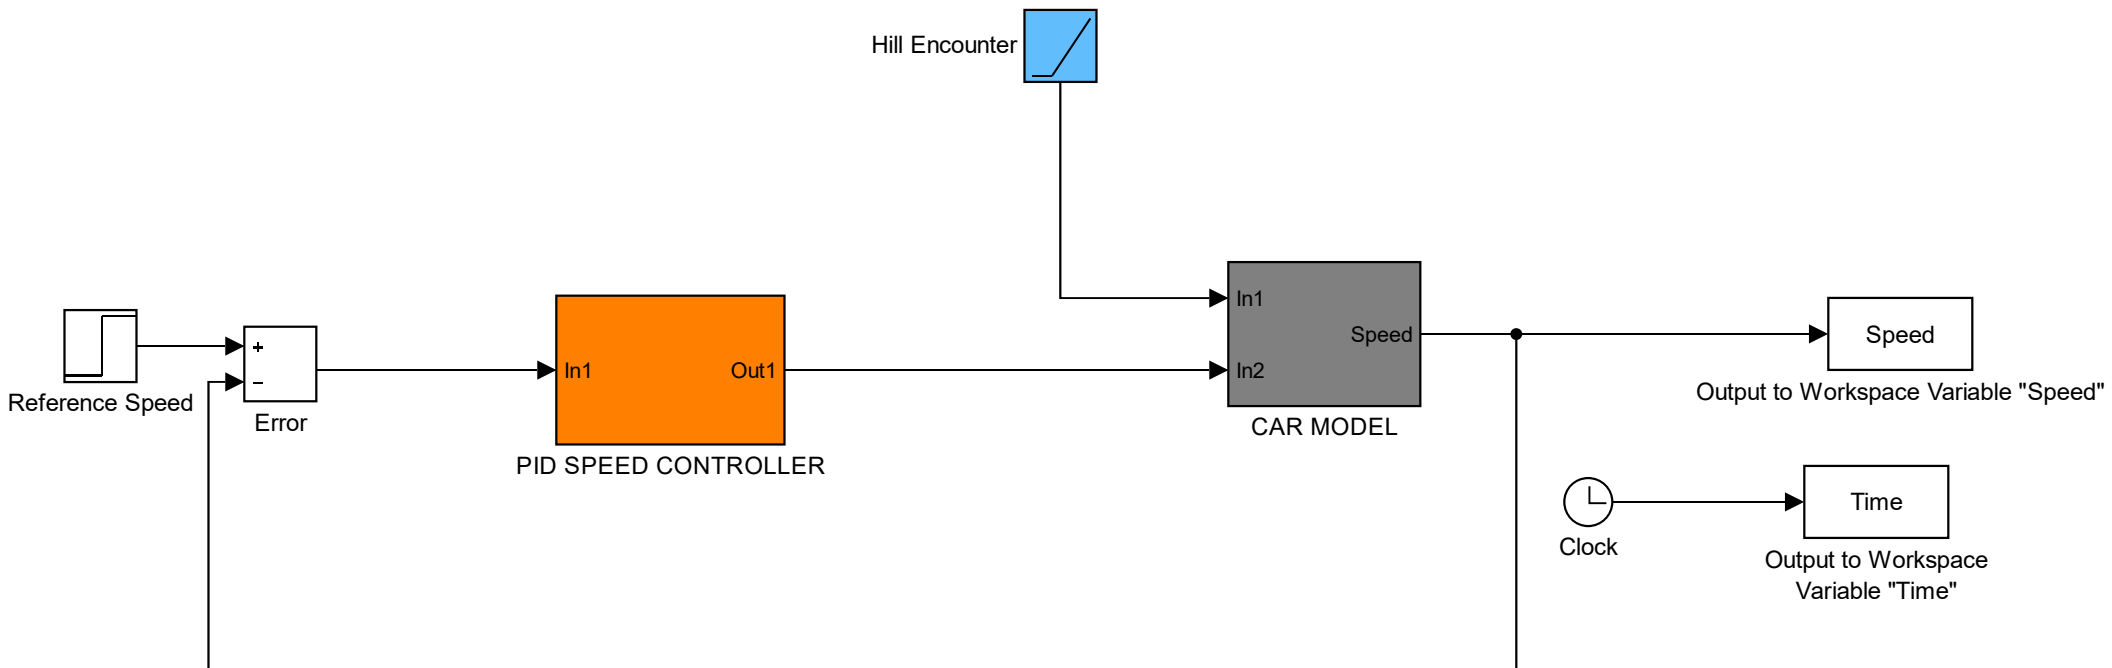 Hill Encounter
In1
Speed
In2
CAR MODEL
Reference Speed
+
−
Error
In1
Out1
PID SPEED CONTROLLER
Speed
Output to Workspace Variable "Speed"
Clock
Time
Output to Workspace
Variable "Time"